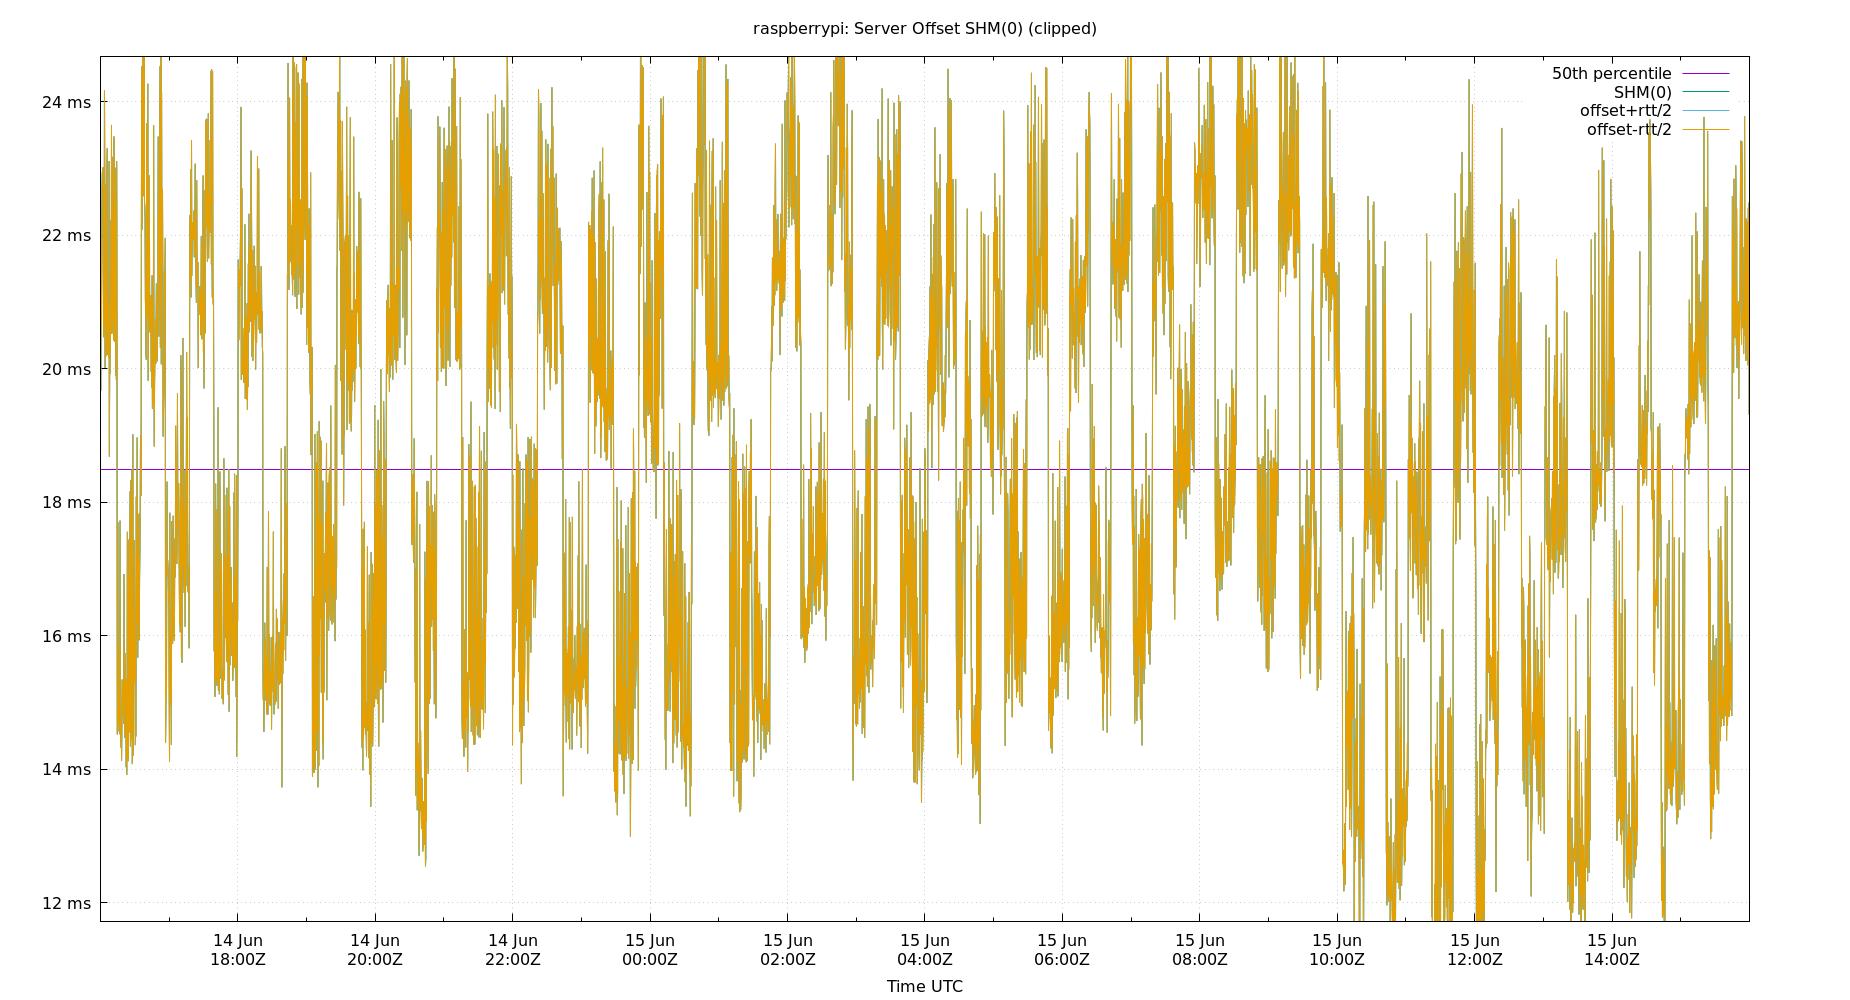 raspberrypi: Server Offset SHM(0) (clipped)
50th percentile
SHM(0)
offset+rtt/2
offset-rtt/2
24 ms
22 ms
20 ms
18 ms
16 ms
14 ms
12 ms
14 Jun 14 Jun 14 Jun 15 Jun 15 Jun 15 Jun 15 Jun 15 Jun 15 Jun 15 Jun 15 Jun
18:00Z 20:00Z 22:00Z 00:00Z 02:00Z 04:00Z 06:00Z 08:00Z 10:00Z 12:00Z 14:00Z
Time UTC